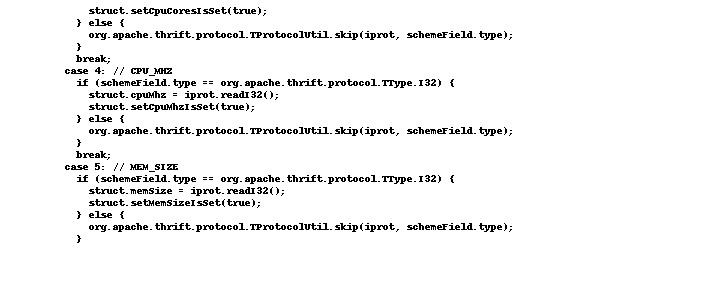 struct.setCpuCoresIsSet(true);
} else {
org.apache.thrift.protocol.TProtocolUtil.skip(iprot, schemeField.type);
}
break;
case 4: // CPU_MHZ
if (schemeField.type == org.apache.thrift.protocol.TType.I32) {
struct.cpuMhz = iprot.readI32();
struct.setCpuMhzIsSet(true);
} else {
org.apache.thrift.protocol.TProtocolUtil.skip(iprot, schemeField.type);
}
break;
case 5: // MEM_SIZE
if (schemeField.type == org.apache.thrift.protocol.TType.I32) {
struct.memSize = iprot.readI32();
struct.setMemSizeIsSet(true);
} else {
org.apache.thrift.protocol.TProtocolUtil.skip(iprot, schemeField.type);
}